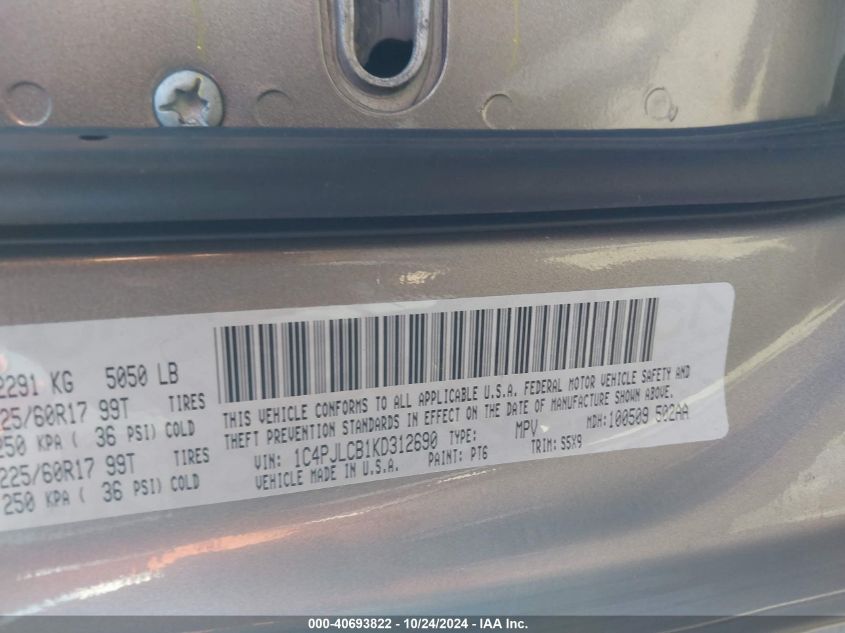 2291 KG 5050 LB
225/60R17 99T TIRES
250 KPA ( 36 PSI) COLD
225/60R17 99T TIRES
250 KPA ( 36 PSI) COLD
THIS VEHICLE CONFORMS TO ALL APPLICABLE U.S.A. FEDERAL MOTOR VEHICLE SAFETY AND
THEFT PREVENTION STANDARDS IN EFFECT ON THE DATE OF MANUFACTURE SHOWN ABOVE.
VIN: 1C4PJLCB1KD312690 TYPE: MPV MDH: 100509 502AA
VEHICLE MADE IN U.S.A. PAINT: PT6 TRIM: S5X9
000-40693822 - 10/24/2024 - IAA Inc.